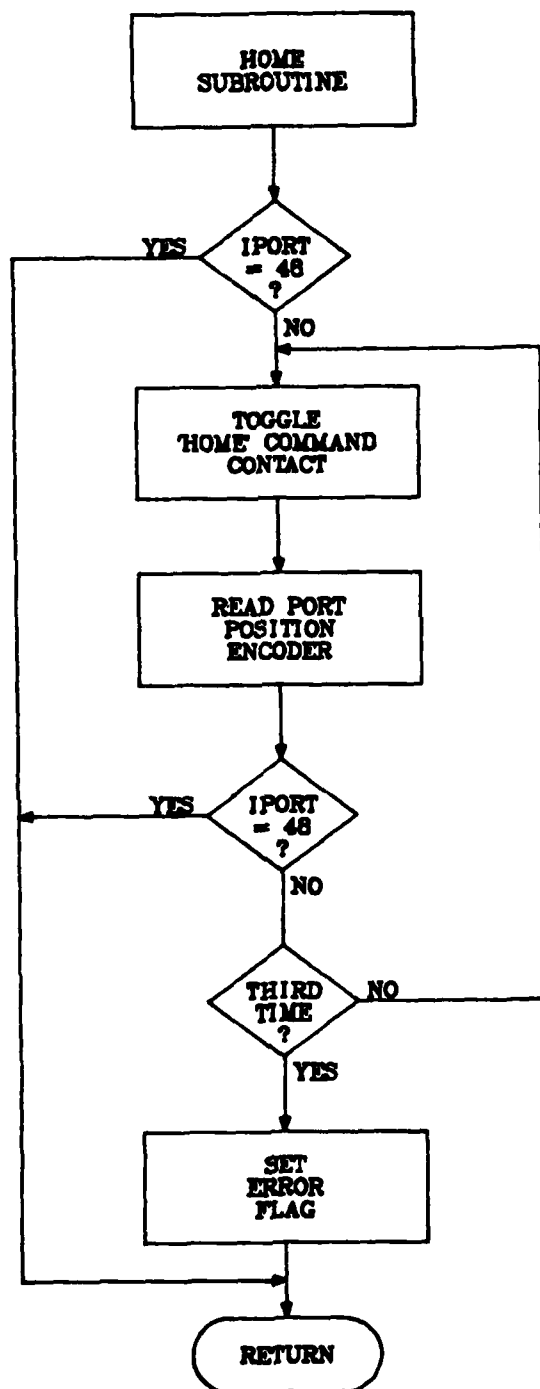 HOME
SUBROUTINE
YES
IPORT
= 48
?
NO
TOGGLE
'HOME' COMMAND
CONTACT
READ PORT
POSITION
ENCODER
YES
IPORT
= 48
?
NO
THIRD
TIME
?
NO
YES
SET
ERROR
FLAG
RETURN